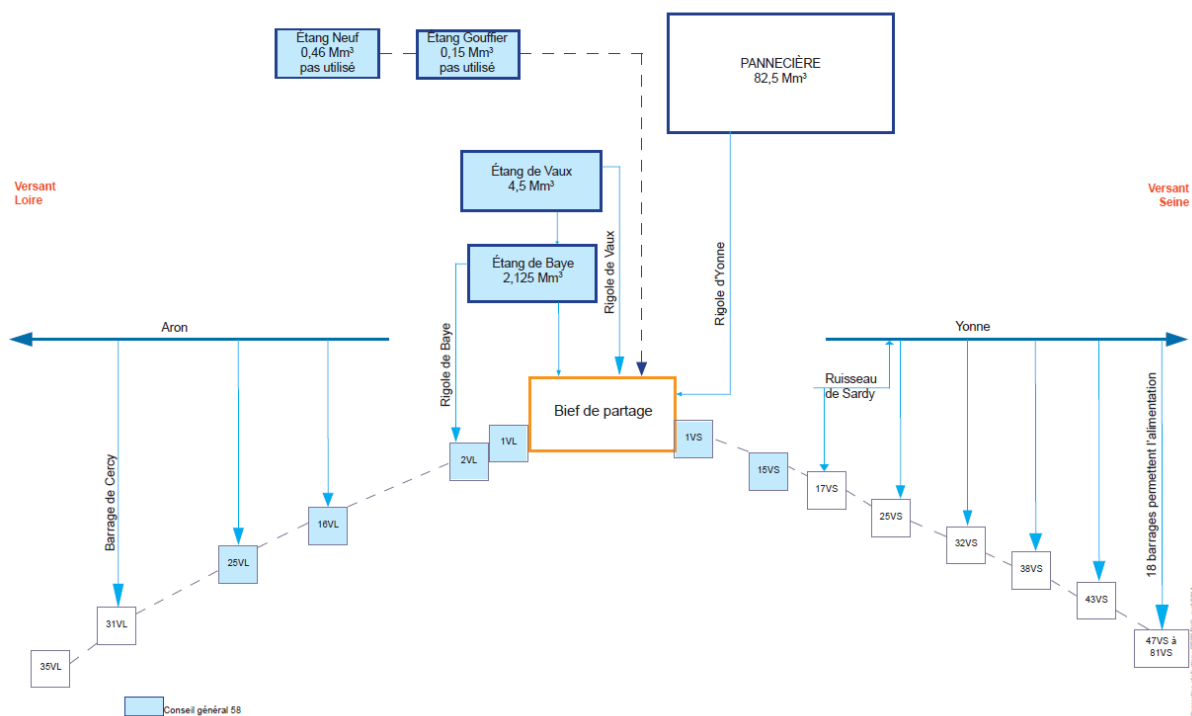 Étang Neuf
0,46 Mm³
pas utilisé
Étang Gouffier
0,15 Mm³
pas utilisé
PANNECIÈRE
82,5 Mm³
Versant
Loire
Étang de Vaux
4,5 Mm³
Versant
Seine
Étang de Baye
2,125 Mm³
Rigole de Vaux
Rigole d'Yonne
Aron
Yonne
Rigole de Baye
Ruisseau
de Sardy
Bief de partage
Barrage de Cercy
18 barrages permettent l'alimentation
1VL
2VL
16VL
25VL
31VL
35VL
1VS
15VS
17VS
25VS
32VS
38VS
43VS
47VS à
81VS
Conseil général 58